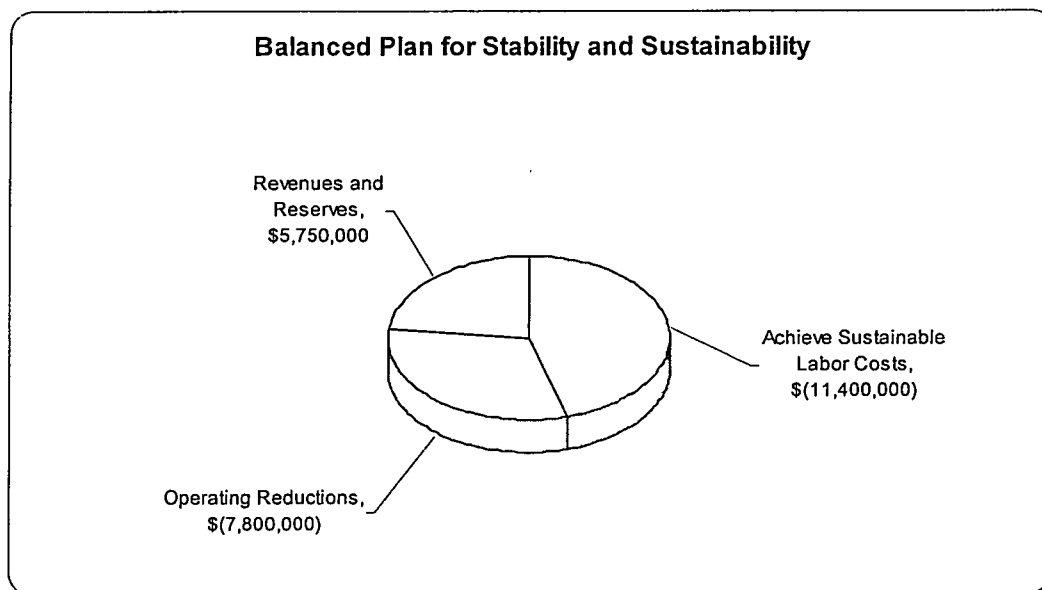 Balanced Plan for Stability and Sustainability
Revenues and
Reserves,
$5,750,000
Achieve Sustainable
Labor Costs,
$(11,400,000)
Operating Reductions,
$(7,800,000)